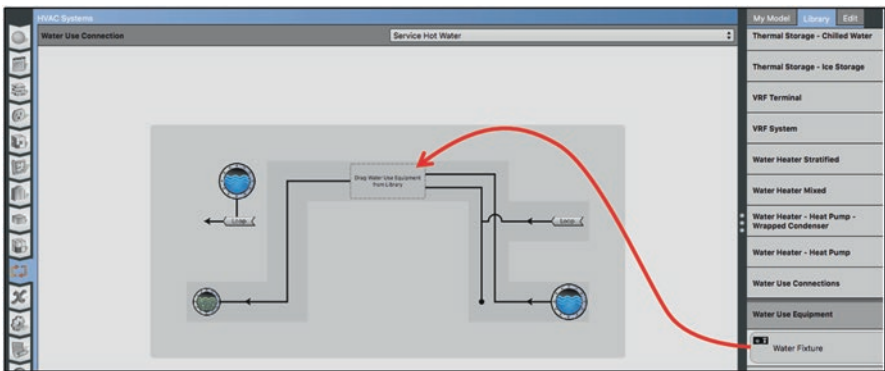 HVAC Systems
Water Use Connection
Service Hot Water
My Model
Library
Edit
Thermal Storage - Chilled Water
Thermal Storage - Ice Storage
VRF Terminal
VRF System
Water Heater Stratified
Water Heater Mixed
Water Heater - Heat Pump -
Wrapped Condenser
Water Heater - Heat Pump
Water Use Connections
Water Use Equipment
Water Fixture
Drag Water Use Equipment
from Library
Loop
Loop